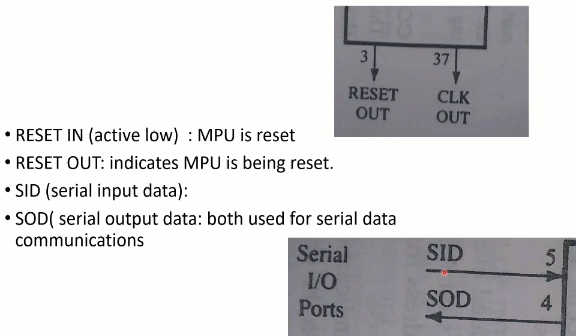 3 37
RESET CLK
OUT OUT
• RESET IN (active low) : MPU is reset
• RESET OUT: indicates MPU is being reset.
• SID (serial input data):
• SOD( serial output data: both used for serial data
communications
Serial SID 5
I/O
Ports SOD 4